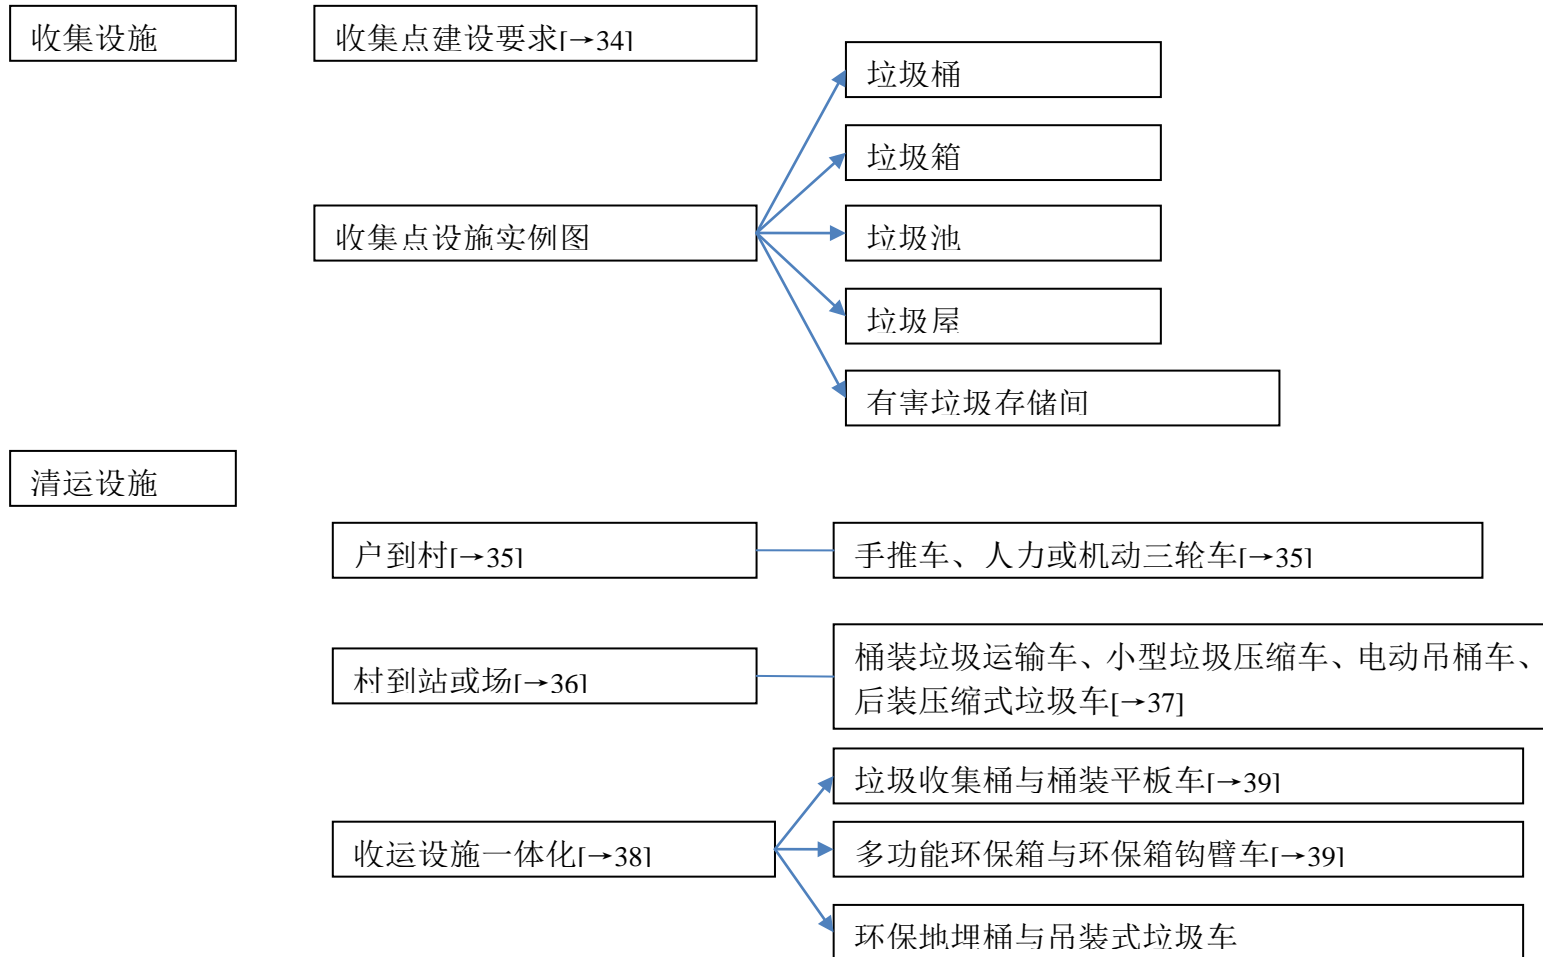 收集设施
收集点建设要求[→34]
垃圾桶
垃圾箱
收集点设施实例图
垃圾池
垃圾屋
有害垃圾存储间
清运设施
户到村[→35]
手推车、人力或机动三轮车[→35]
村到站或场[→36]
桶装垃圾运输车、小型垃圾压缩车、电动吊桶车、
后装压缩式垃圾车[→37]
垃圾收集桶与桶装平板车[→39]
收运设施一体化[→38]
多功能环保箱与环保箱钩臂车[→39]
环保地埋桶与吊装式垃圾车